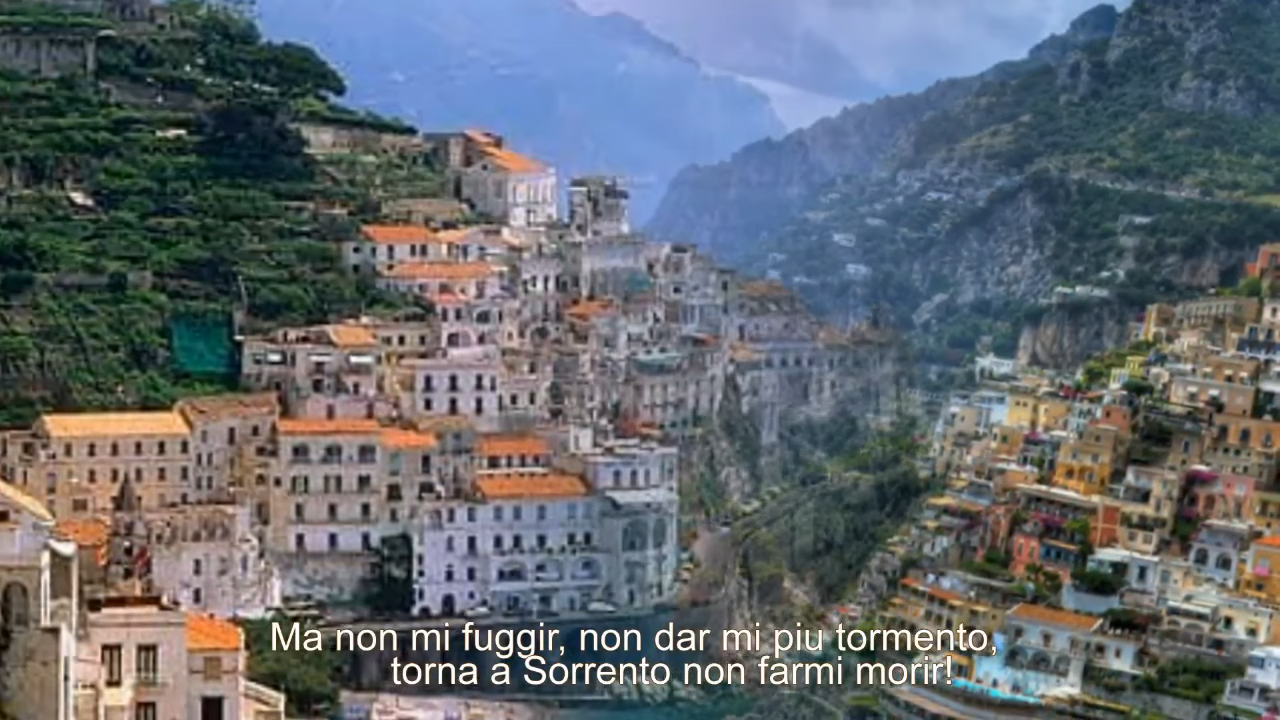 Ma non mi fuggir, non dar mi piu tormento,
torna a Sorrento non farmi morir!